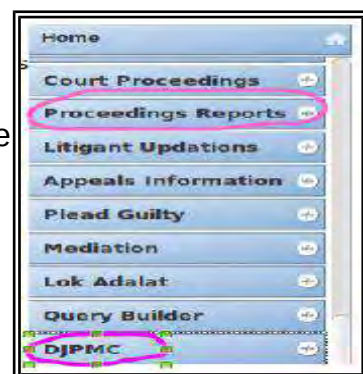 Home
s
Court Proceedings
Proceedings Reports
e
Litigant Updations
Appeals Information
Plead Guilty
Mediation
Lok Adalat
Query Builder
DJPMC